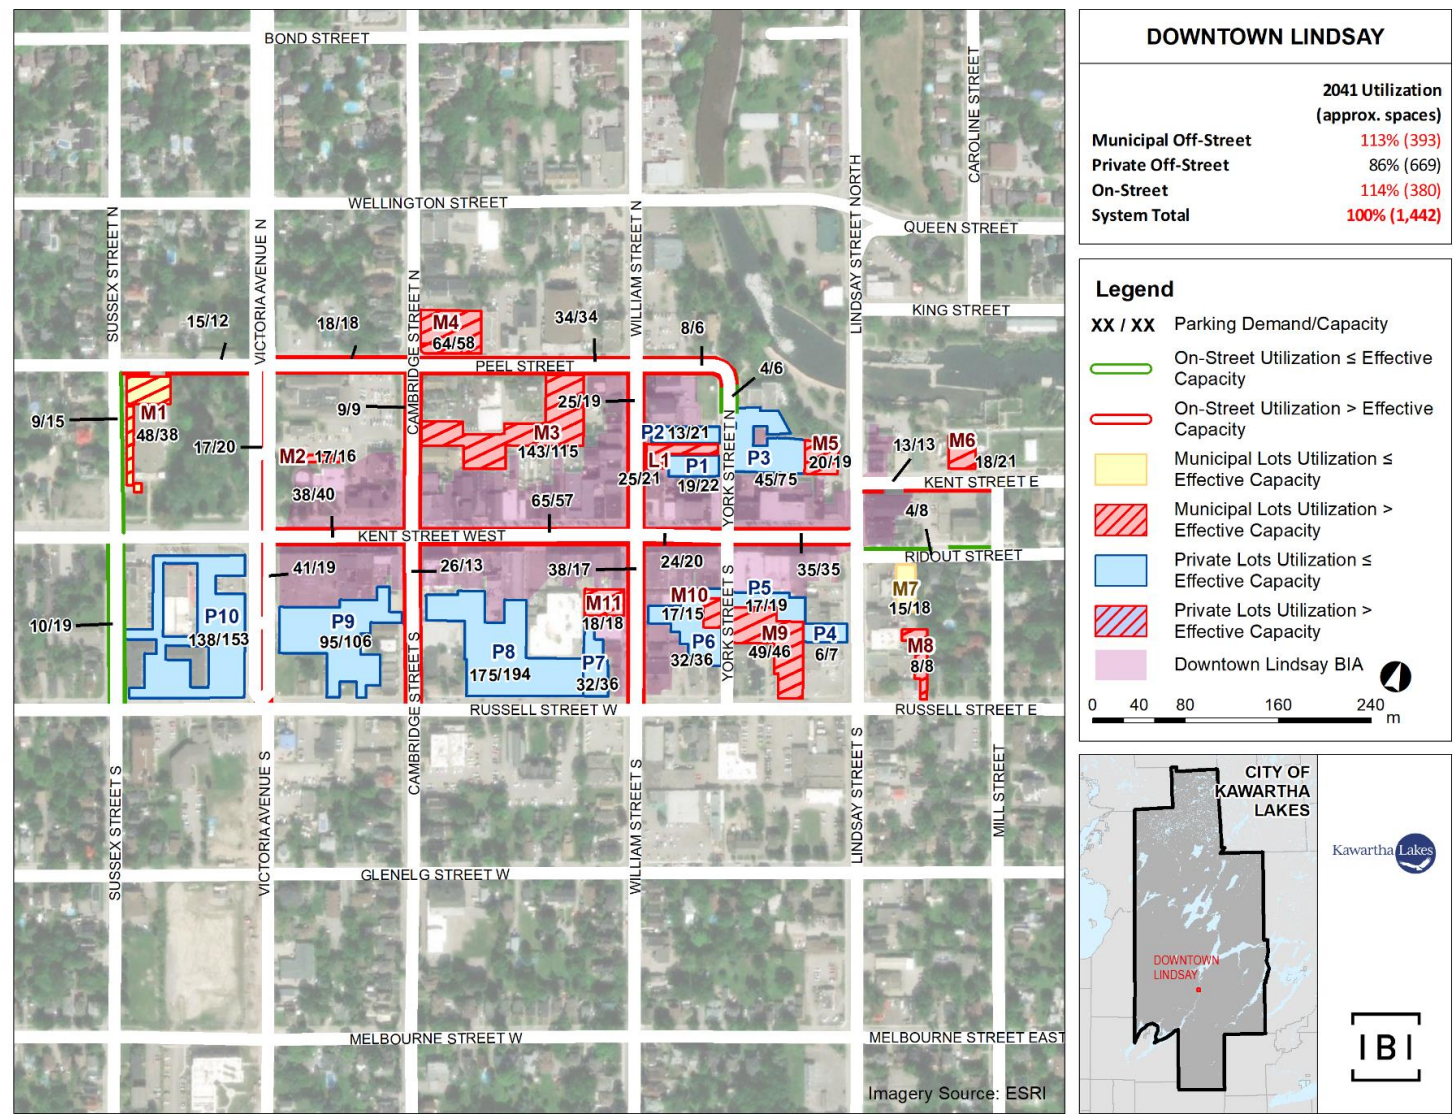 BOND STREET
CAROLINE STREET
WELLINGTON STREET
QUEEN STREET
SUSSEX STREET N
VICTORIA AVENUE N
CAMBRIDGE STREET N
WILLIAM STREET N
LINDSAY STREET NORTH
KING STREET
15/12
18/18
M4
64/58
34/34
8/6
PEEL STREET
4/6
9/15
M1
48/38
17/20
9/9
25/19
M3
143/115
M2 17/16
38/40
65/57
P2 13/21
L1
25/21
P1
19/22
YORK STREET N
P3
45/75
M5
20/19
13/13
M6
18/21
KENT STREET E
4/8
KENT STREET WEST
RIDOUT STREET
41/19
26/13
38/17
24/20
35/35
10/19
P10
138/153
P9
95/106
P8
175/194
M11
18/18
P7
32/36
M10
17/15
P6
32/36
YORK STREET S
P5
17/19
M9
49/46
P4
6/7
M7
15/18
M8
8/8
RUSSELL STREET W
RUSSELL STREET E
SUSSEX STREET S
VICTORIA AVENUE S
CAMBRIDGE STREET S
WILLIAM STREET S
LINDSAY STREET S
MILL STREET
GLENELG STREET W
MELBOURNE STREET W
MELBOURNE STREET EAST
Imagery Source: ESRI
DOWNTOWN LINDSAY
2041 Utilization
(approx. spaces)
Municipal Off-Street 113% (393)
Private Off-Street 86% (669)
On-Street 114% (380)
System Total 100% (1,442)
Legend
XX / XX Parking Demand/Capacity
On-Street Utilization ≤ Effective
Capacity
On-Street Utilization > Effective
Capacity
Municipal Lots Utilization ≤
Effective Capacity
Municipal Lots Utilization >
Effective Capacity
Private Lots Utilization ≤
Effective Capacity
Private Lots Utilization >
Effective Capacity
Downtown Lindsay BIA
0 40 80 160 240
m
CITY OF
KAWARTHA
LAKES
DOWNTOWN
LINDSAY
Kawartha Lakes
IBI